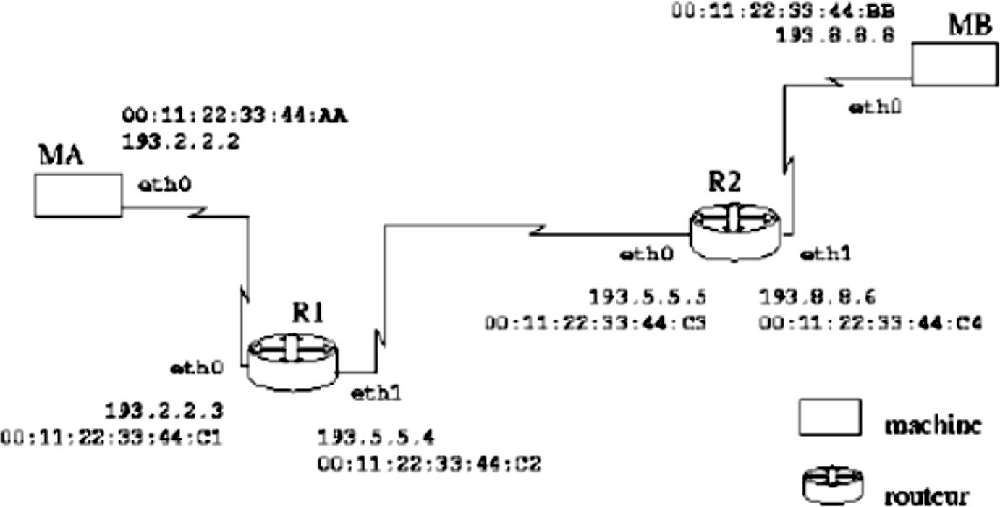 00:11:22:33:44:BB
MB
193.8.8.8
eth0
00:11:22:33:44:AA
193.2.2.2
MA
eth0
R2
eth0
eth1
193.5.5.5
00:11:22:33:44:C3
193.8.8.6
00:11:22:33:44:C4
R1
eth0
eth1
193.2.2.3
00:11:22:33:44:C1
193.5.5.4
00:11:22:33:44:C2
machine
routeur